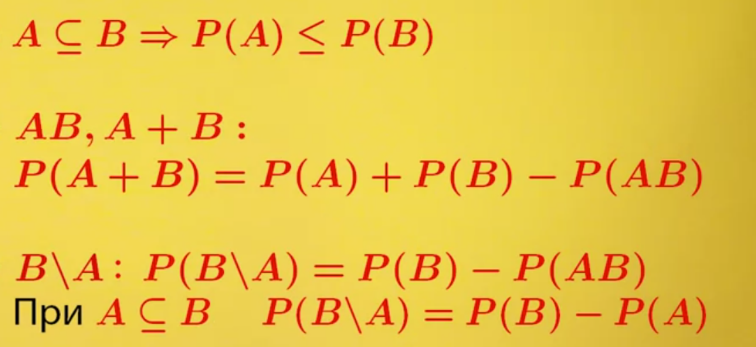 A ⊆ B ⇒ P(A) ≤ P(B)
AB, A + B :
P(A + B) = P(A) + P(B) − P(AB)
B\A : P(B\A) = P(B) − P(AB)
При A ⊆ B P(B\A) = P(B) − P(A)